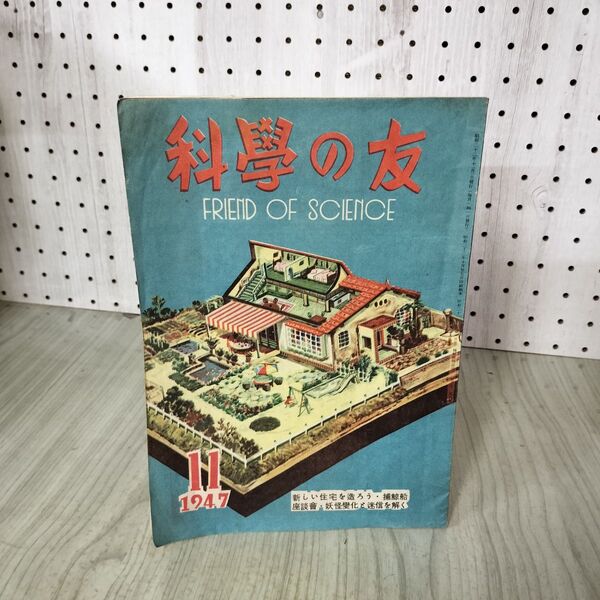 科學の友
FRIEND OF SCIENCE
11
1947
新しい住宅を造ろう・捕鯨船
座談會・妖怪變化と迷信を解く